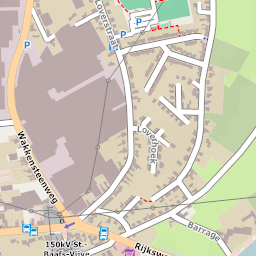 P
Loverstraat
P
P
Loverhoek
Wakkensteenweg
150kV St.-
Baafs-Vijve
Rijksw
Barrage